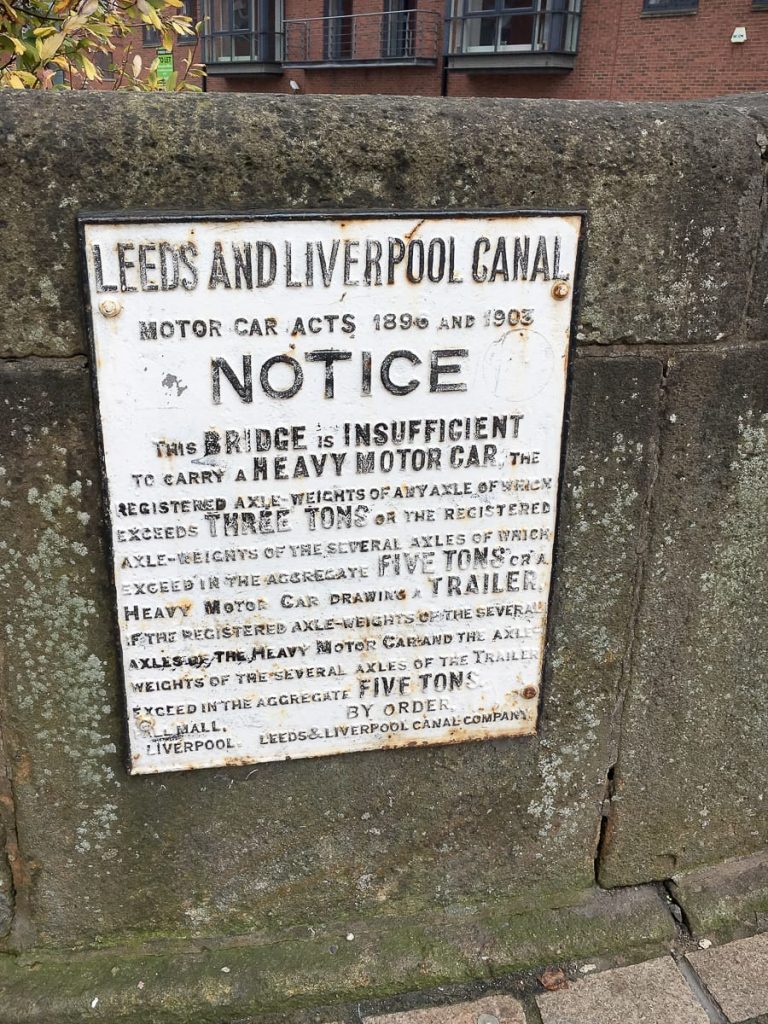 TO LET
LEEDS AND LIVERPOOL CANAL
MOTOR CAR ACTS 1896 AND 1903
NOTICE
THIS BRIDGE IS INSUFFICIENT
TO CARRY A HEAVY MOTOR CAR, THE
REGISTERED AXLE-WEIGHTS OF ANY AXLE OF WHICH
EXCEEDS THREE TONS OR THE REGISTERED
AXLE-WEIGHTS OF THE SEVERAL AXLES OF WHICH
EXCEED IN THE AGGREGATE FIVE TONS OR A
HEAVY MOTOR CAR DRAWING A TRAILER,
IF THE REGISTERED AXLE-WEIGHTS OF THE SEVERAL
AXLES OF THE HEAVY MOTOR CAR AND THE AXLE
WEIGHTS OF THE SEVERAL AXLES OF THE TRAILER
EXCEED IN THE AGGREGATE FIVE TONS.
BY ORDER.
MALL,
LIVERPOOL. LEEDS & LIVERPOOL CANAL COMPANY.